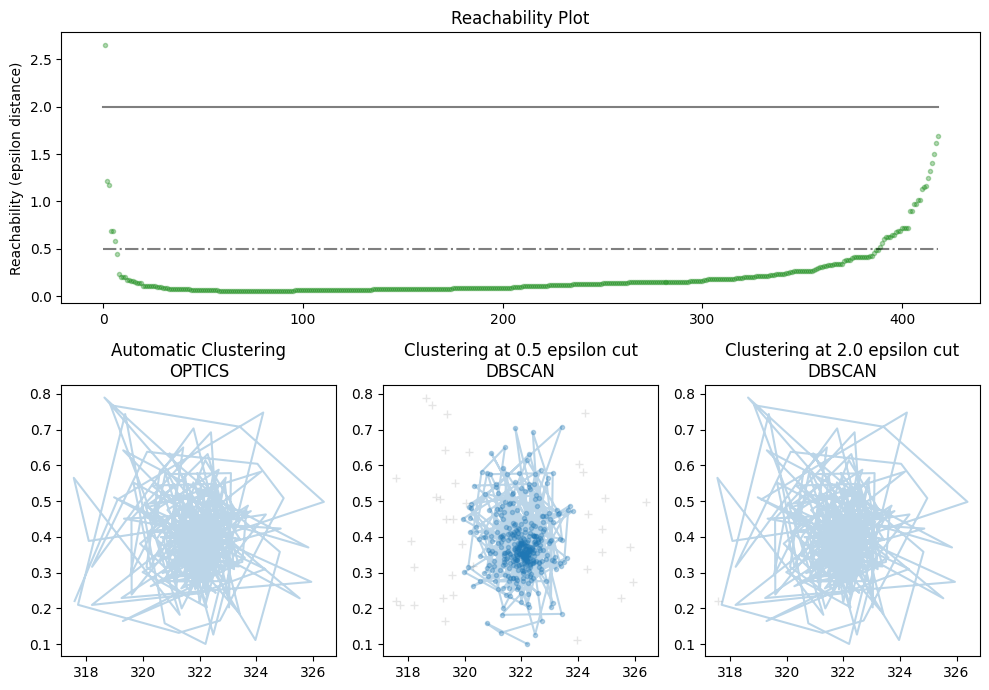 Reachability Plot
Reachability (epsilon distance)
2.5
2.0
1.5
1.0
0.5
0.0
0 100 200 300 400
Automatic Clustering
OPTICS
0.8
0.7
0.6
0.5
0.4
0.3
0.2
0.1
318 320 322 324 326
Clustering at 0.5 epsilon cut
DBSCAN
0.8
0.7
0.6
0.5
0.4
0.3
0.2
0.1
318 320 322 324 326
Clustering at 2.0 epsilon cut
DBSCAN
0.8
0.7
0.6
0.5
0.4
0.3
0.2
0.1
318 320 322 324 326